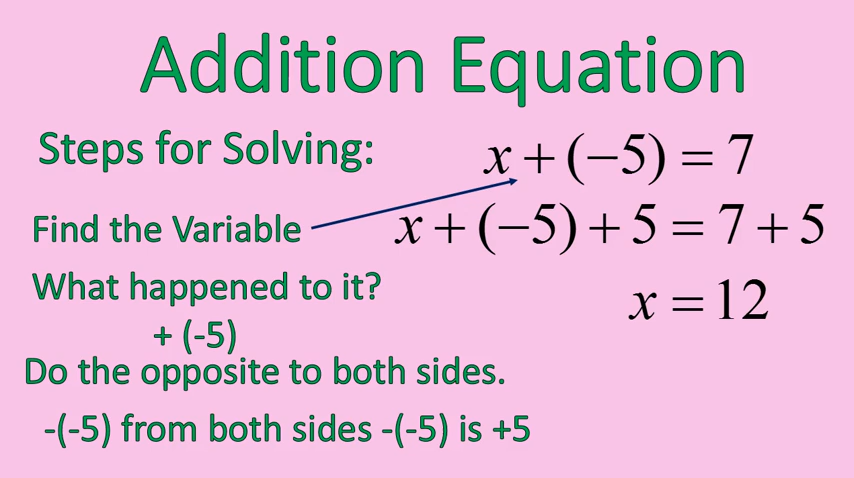 Addition Equation
Steps for Solving:
x + (−5) = 7
Find the Variable
x + (−5) + 5 = 7 + 5
What happened to it?
x = 12
+ (-5)
Do the opposite to both sides.
-(-5) from both sides -(-5) is +5